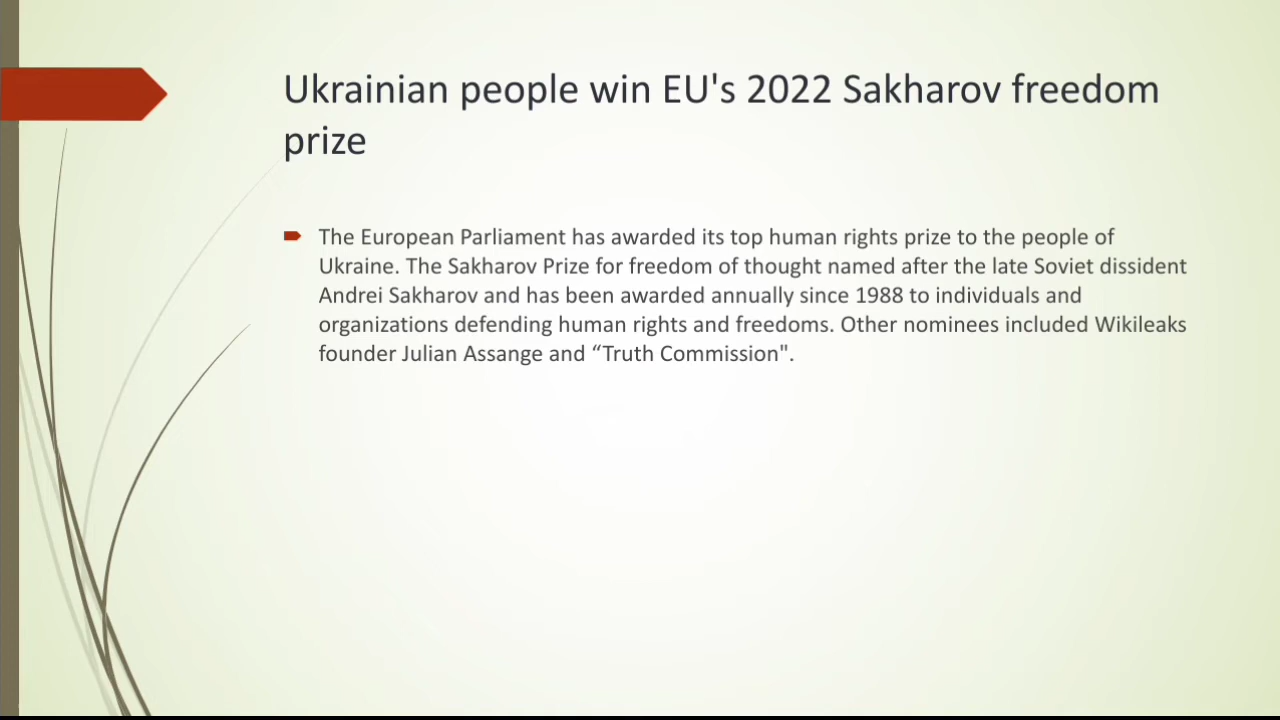 Ukrainian people win EU's 2022 Sakharov freedom
prize
The European Parliament has awarded its top human rights prize to the people of
Ukraine. The Sakharov Prize for freedom of thought named after the late Soviet dissident
Andrei Sakharov and has been awarded annually since 1988 to individuals and
organizations defending human rights and freedoms. Other nominees included Wikileaks
founder Julian Assange and “Truth Commission".